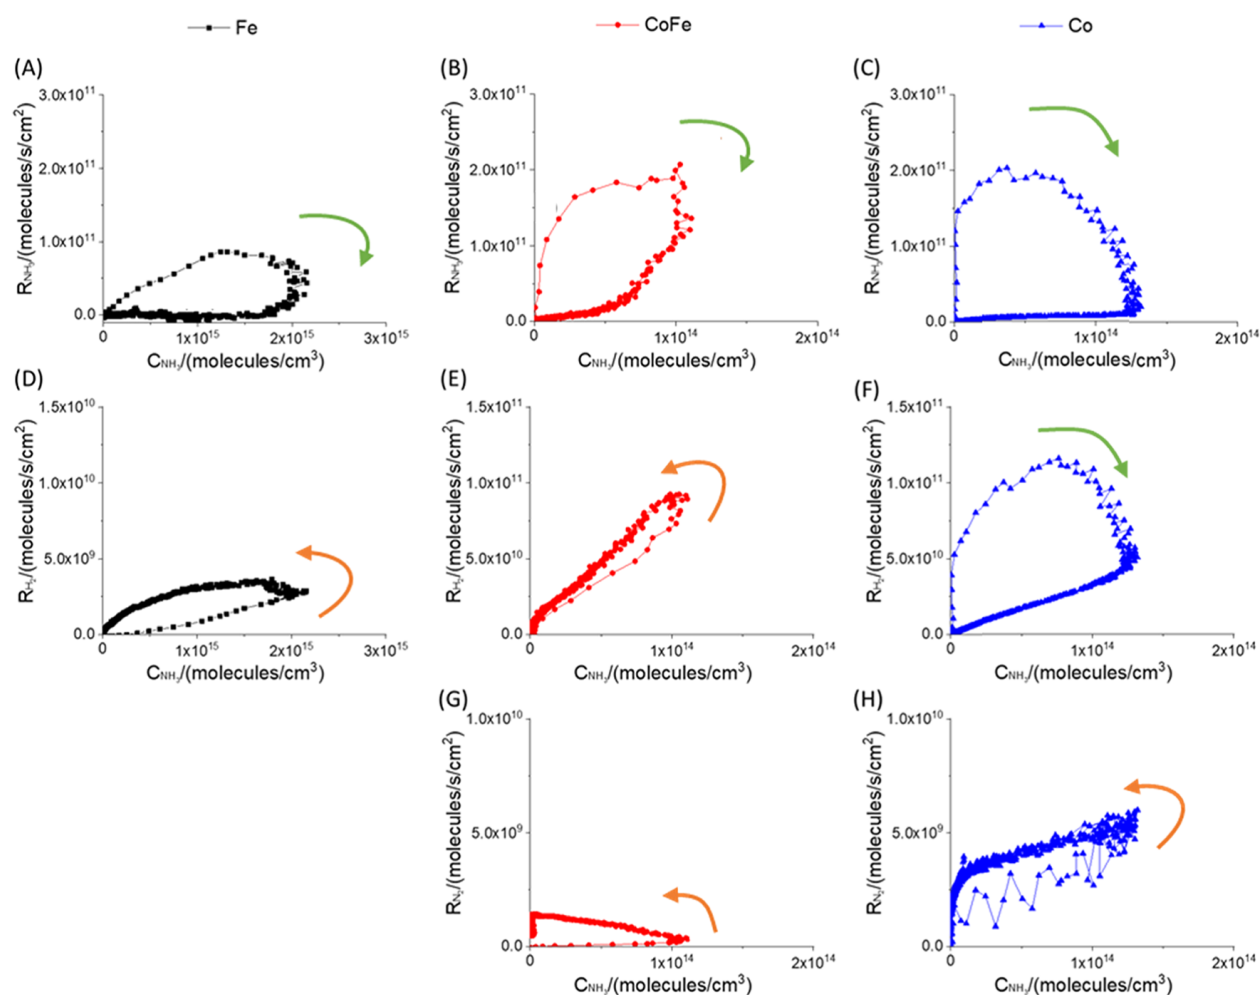 Fe
CoFe
Co
(A)
R_NH₃/(molecules/s/cm²)
3.0x10¹¹
2.0x10¹¹
1.0x10¹¹
0.0
0 1x10¹⁵ 2x10¹⁵ 3x10¹⁵
C_NH₃/(molecules/cm³)
(B)
R_NH₃/(molecules/s/cm²)
3.0x10¹¹
2.0x10¹¹
1.0x10¹¹
0.0
0 1x10¹⁴ 2x10¹⁴
C_NH₃/(molecules/cm³)
(C)
R_NH₃/(molecules/s/cm²)
3.0x10¹¹
2.0x10¹¹
1.0x10¹¹
0.0
0 1x10¹⁴ 2x10¹⁴
C_NH₃/(molecules/cm³)
(D)
R_H₂/(molecules/s/cm²)
1.5x10¹⁰
1.0x10¹⁰
5.0x10⁹
0.0
0 1x10¹⁵ 2x10¹⁵ 3x10¹⁵
C_NH₃/(molecules/cm³)
(E)
R_H₂/(molecules/s/cm²)
1.5x10¹¹
1.0x10¹¹
5.0x10¹⁰
0.0
0 1x10¹⁴ 2x10¹⁴
C_NH₃/(molecules/cm³)
(F)
R_H₂/(molecules/s/cm²)
1.5x10¹¹
1.0x10¹¹
5.0x10¹⁰
0.0
0 1x10¹⁴ 2x10¹⁴
C_NH₃/(molecules/cm³)
(G)
R_N₂/(molecules/s/cm²)
1.0x10¹⁰
5.0x10⁹
0.0
0 1x10¹⁴ 2x10¹⁴
C_NH₃/(molecules/cm³)
(H)
R_N₂/(molecules/s/cm²)
1.0x10¹⁰
5.0x10⁹
0.0
0 1x10¹⁴ 2x10¹⁴
C_NH₃/(molecules/cm³)